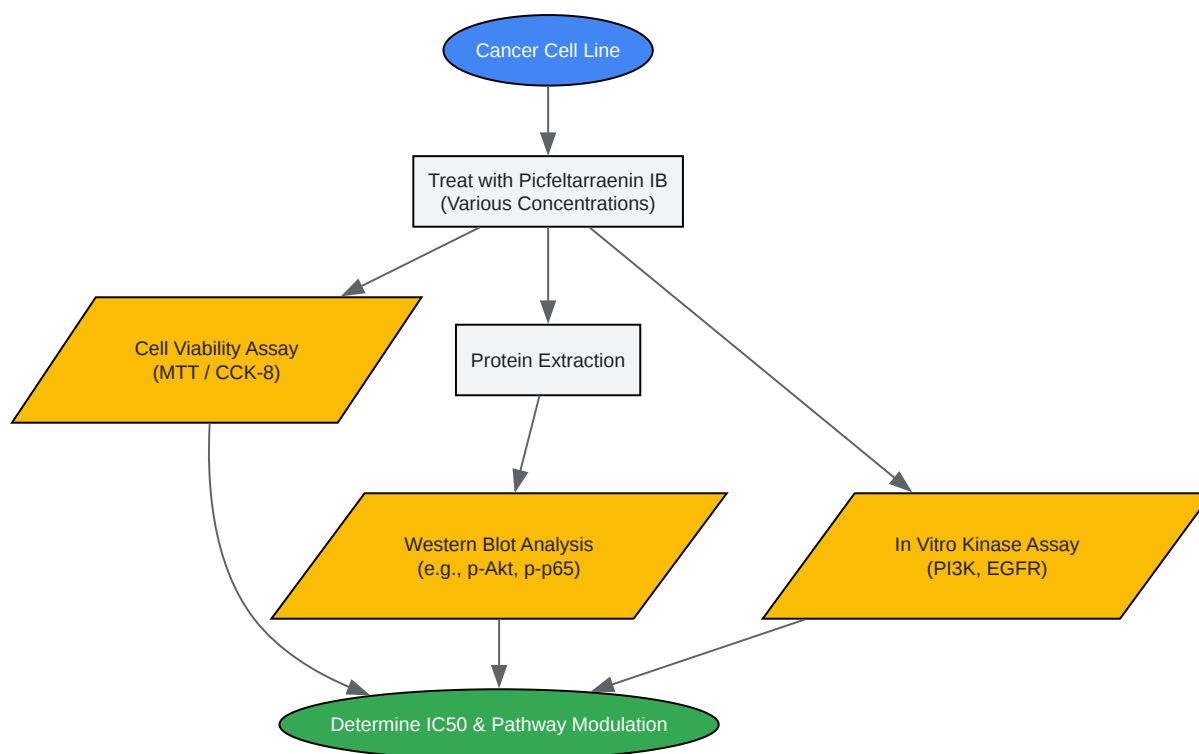 Cancer Cell Line
Treat with Picfeltarraenin IB
(Various Concentrations)
Cell Viability Assay
(MTT / CCK-8)
Protein Extraction
Western Blot Analysis
(e.g., p-Akt, p-p65)
In Vitro Kinase Assay
(PI3K, EGFR)
Determine IC50 & Pathway Modulation